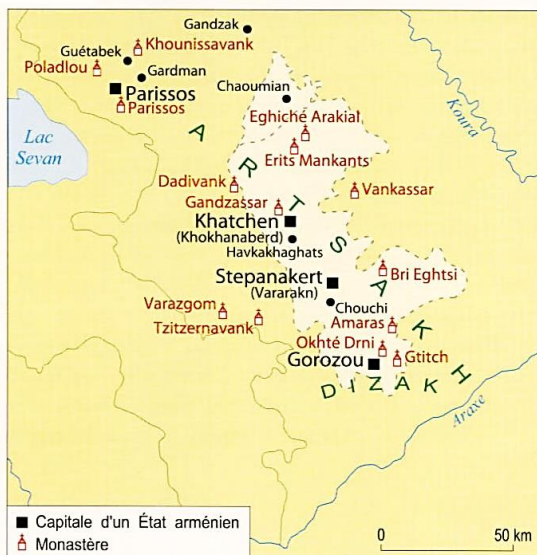 Gandzak
Khounissavank
Guétabek
Poladlou
Gardman
Parissos
Parissos
Chaoumian
Koura
Eghiché Arakial
Lac
Sevan
Erits Mankants
Dadivank
Vankassar
Gandzassar
Khatchen
(Khokhanaberd)
Havkakhaghats
ARTSAKH
Stepanakert
(Vararakn)
Bri Eghtsi
Chouchi
Varazgom
Tzitzernavank
Amaras
Okhté Drni
Gorozou
Gtitch
DIZAK
Araxe
Capitale d'un État arménien
Monastère
0 50 km